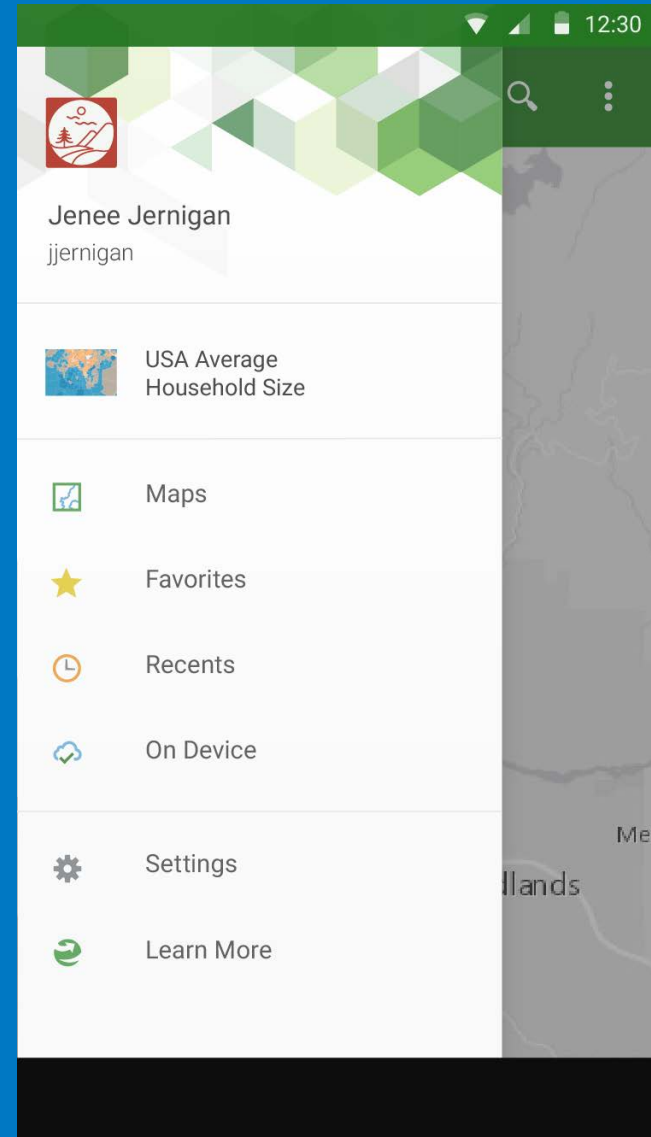 12:30
Jenee Jernigan
jjernigan
USA Average
Household Size
Maps
Favorites
Recents
On Device
Me
Settings
llands
Learn More